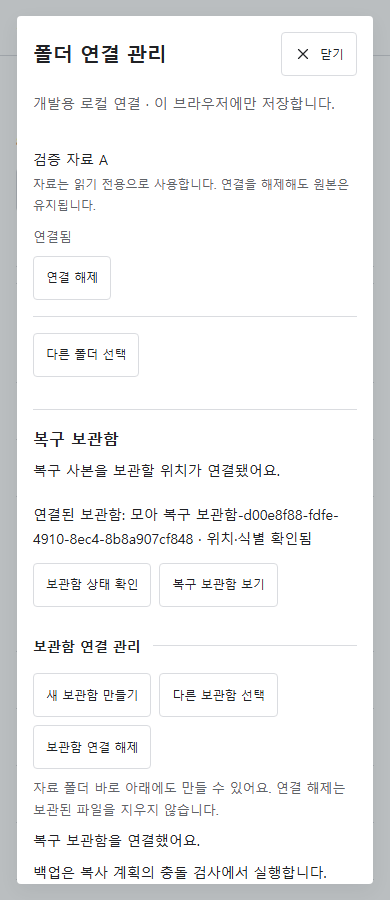 폴더 연결 관리
닫기
개발용 로컬 연결 · 이 브라우저에만 저장합니다.
검증 자료 A
자료는 읽기 전용으로 사용합니다. 연결을 해제해도 원본은
유지됩니다.
연결됨
연결 해제
다른 폴더 선택
복구 보관함
복구 사본을 보관할 위치가 연결됐어요.
연결된 보관함: 모아 복구 보관함-d00e8f88-fdfe-
4910-8ec4-8b8a907cf848 · 위치·식별 확인됨
보관함 상태 확인
복구 보관함 보기
보관함 연결 관리
새 보관함 만들기
다른 보관함 선택
보관함 연결 해제
자료 폴더 바로 아래에도 만들 수 있어요. 연결 해제는
보관된 파일을 지우지 않습니다.
복구 보관함을 연결했어요.
백업은 복사 계획의 충돌 검사에서 실행합니다.